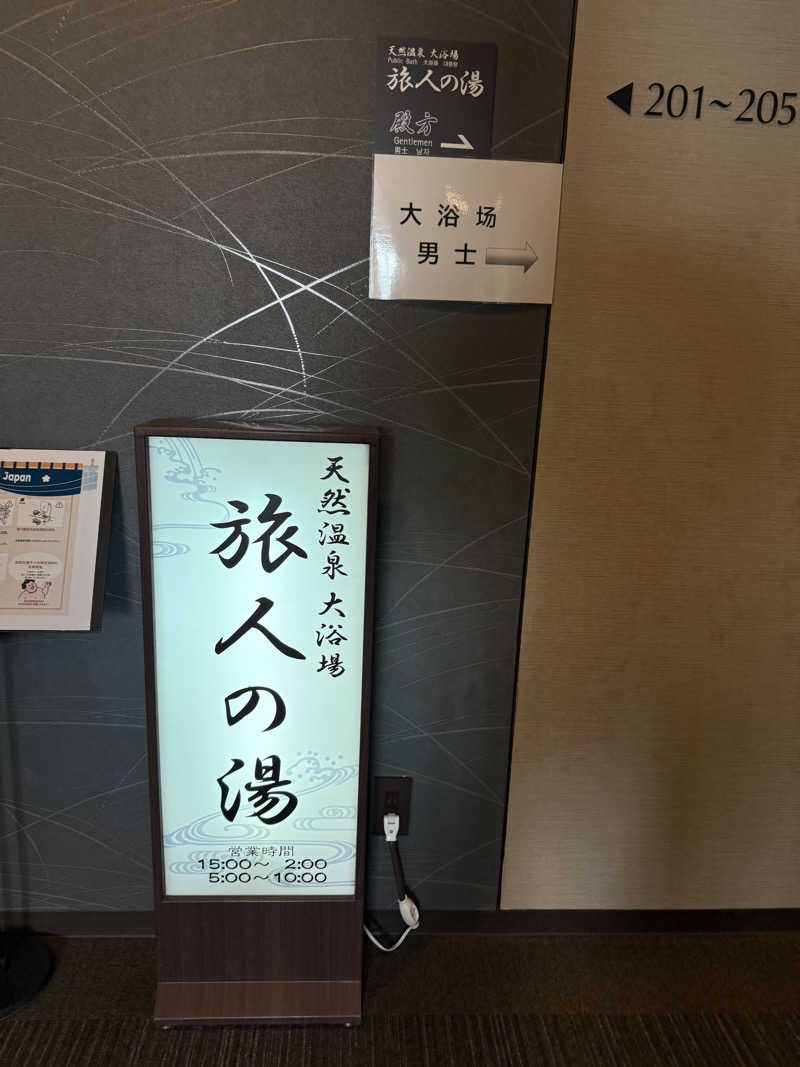 天然温泉 大浴場
Public Bath 大浴場 대중탕
旅人の湯
殿方
Gentlemen
男士 남자
大浴场
男士
201~205
Japan
天然温泉 大浴場
旅人の湯
営業時間
15:00~ 2:00
5:00~10:00